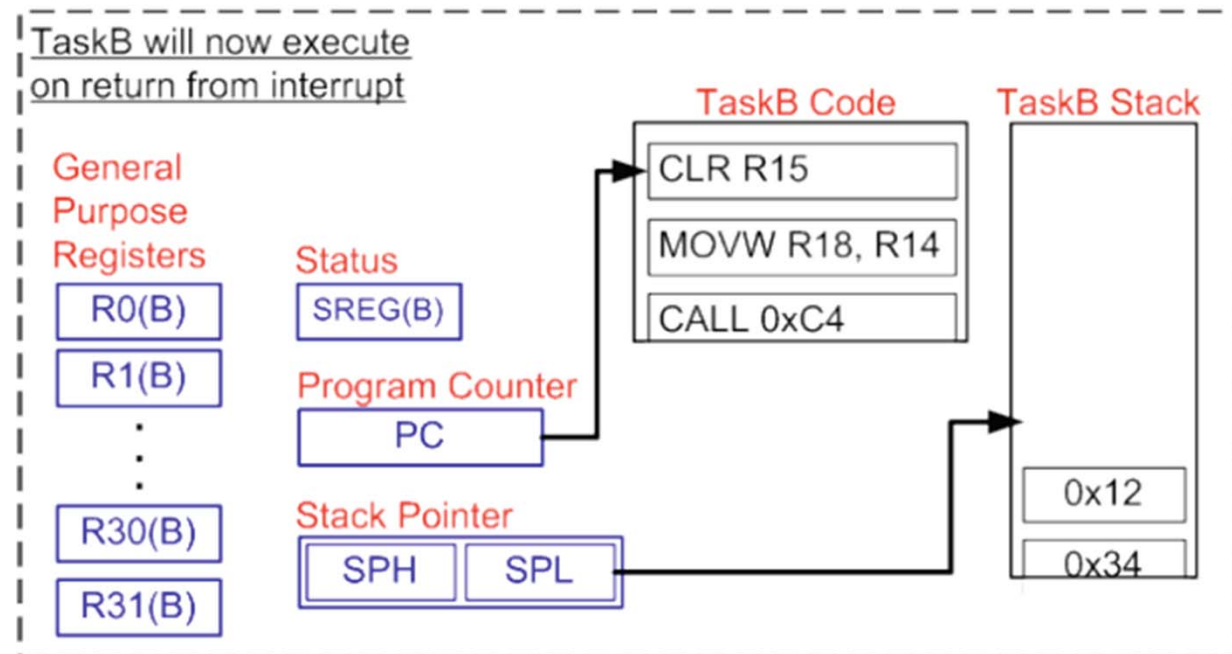 TaskB will now execute
on return from interrupt
TaskB Code
TaskB Stack
CLR R15
MOVW R18, R14
CALL 0xC4
General
Purpose
Registers
R0(B)
R1(B)
R30(B)
R31(B)
Status
SREG(B)
Program Counter
PC
Stack Pointer
SPH
SPL
0x12
0x34